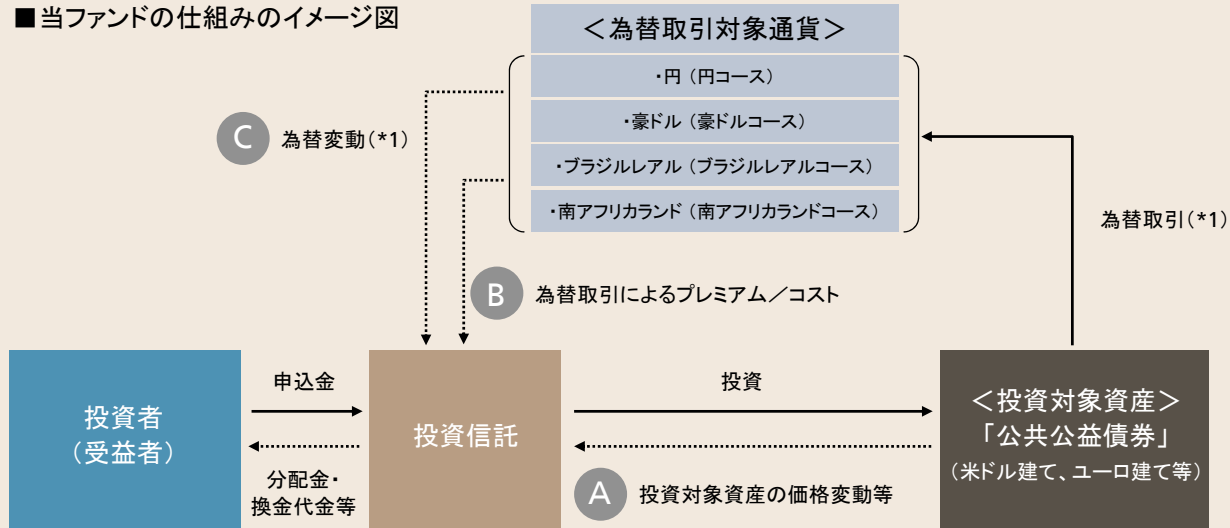 ■当ファンドの仕組みのイメージ図
＜為替取引対象通貨＞
・円（円コース）
・豪ドル（豪ドルコース）
・ブラジルレアル（ブラジルレアルコース）
・南アフリカランド（南アフリカランドコース）
C 為替変動(*1)
為替取引(*1)
B 為替取引によるプレミアム／コスト
投資者
（受益者）
申込金
分配金・
換金代金等
投資信託
投資
A 投資対象資産の価格変動等
＜投資対象資産＞
「公共公益債券」
（米ドル建て、ユーロ建て等）